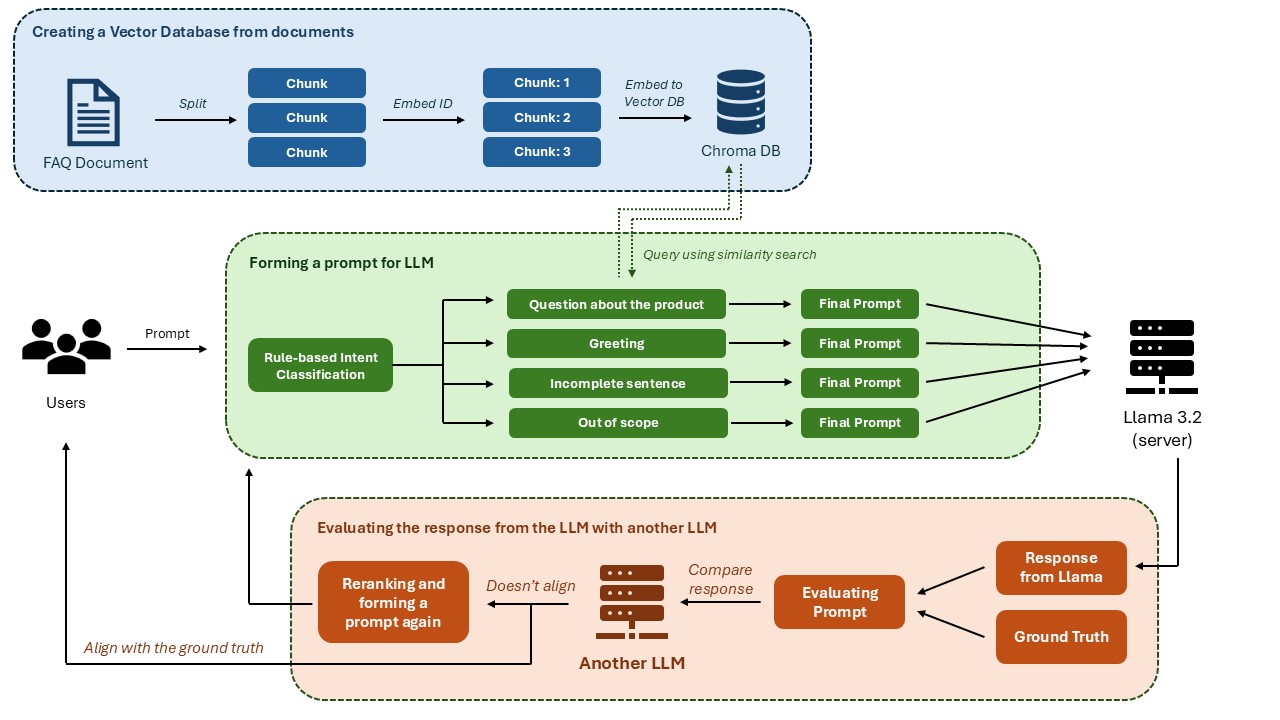 Creating a Vector Database from documents
FAQ Document
Split
Chunk
Chunk
Chunk
Embed ID
Chunk: 1
Chunk: 2
Chunk: 3
Embed to
Vector DB
Chroma DB
Query using similarity search
Forming a prompt for LLM
Users
Prompt
Rule-based Intent
Classification
Question about the product
Final Prompt
Greeting
Final Prompt
Incomplete sentence
Final Prompt
Out of scope
Final Prompt
Llama 3.2
(server)
Evaluating the response from the LLM with another LLM
Response
from Llama
Ground Truth
Evaluating
Prompt
Compare
response
Another LLM
Doesn't align
Reranking and
forming a
prompt again
Align with the ground truth